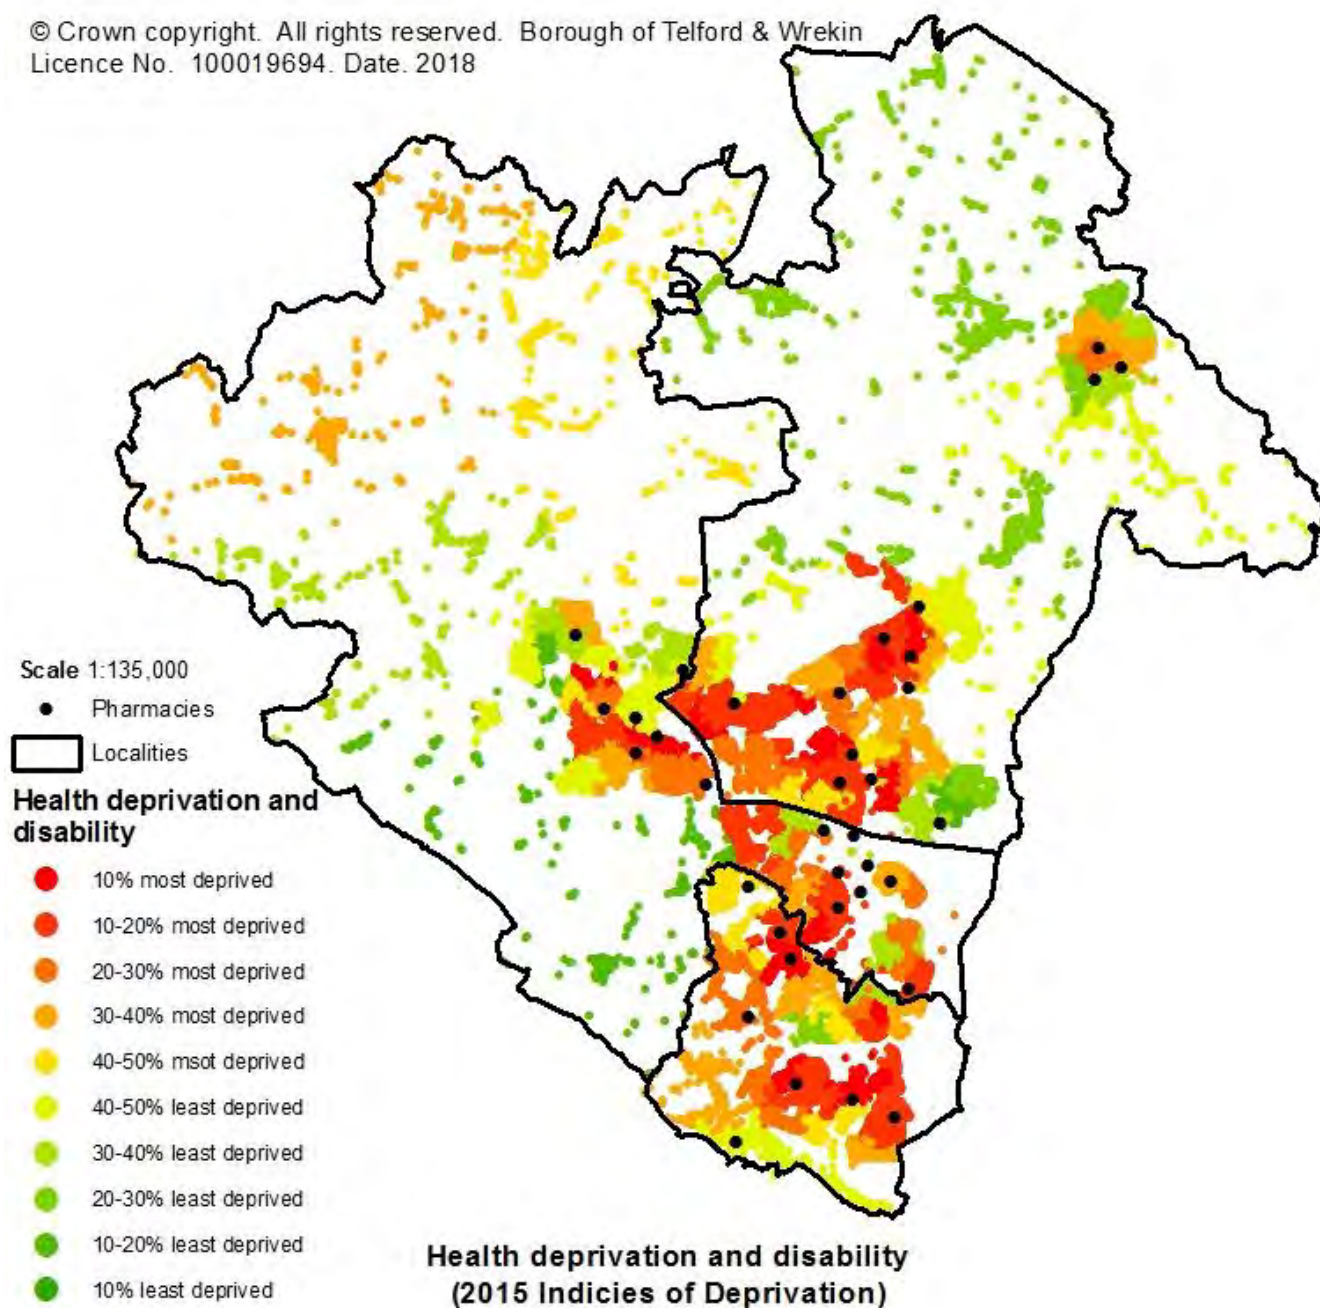 © Crown copyright. All rights reserved. Borough of Telford & Wrekin
Licence No. 100019694. Date. 2018
Scale 1:135,000
Pharmacies
Localities
Health deprivation and
disability
10% most deprived
10-20% most deprived
20-30% most deprived
30-40% most deprived
40-50% msot deprived
40-50% least deprived
30-40% least deprived
20-30% least deprived
10-20% least deprived
10% least deprived
Health deprivation and disability
(2015 Indicies of Deprivation)